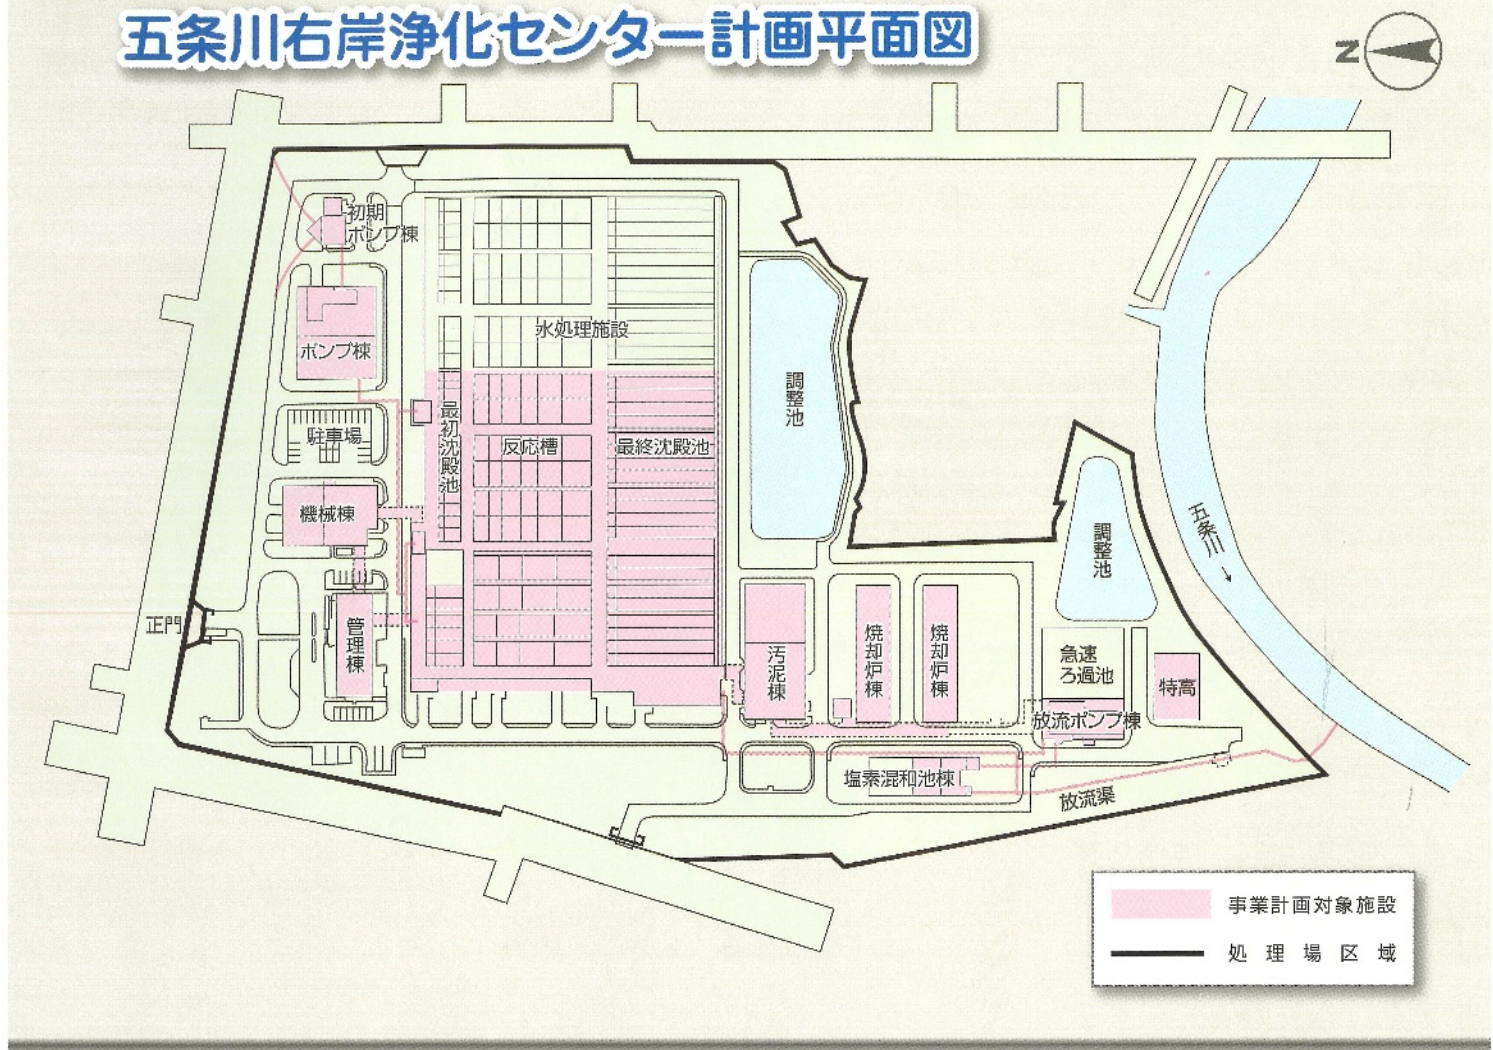 五条川右岸浄化センター計画平面図
N
初期
ポンプ棟
ポンプ棟
水処理施設
調整池
駐車場
最初沈殿池
反応槽
最終沈殿池
機械棟
調整池
五条川→
正門
管理棟
汚泥棟
焼却炉棟
焼却炉棟
急速
ろ過池
特高
放流ポンプ棟
塩素混和池棟
放流渠
事業計画対象施設
処理場区域